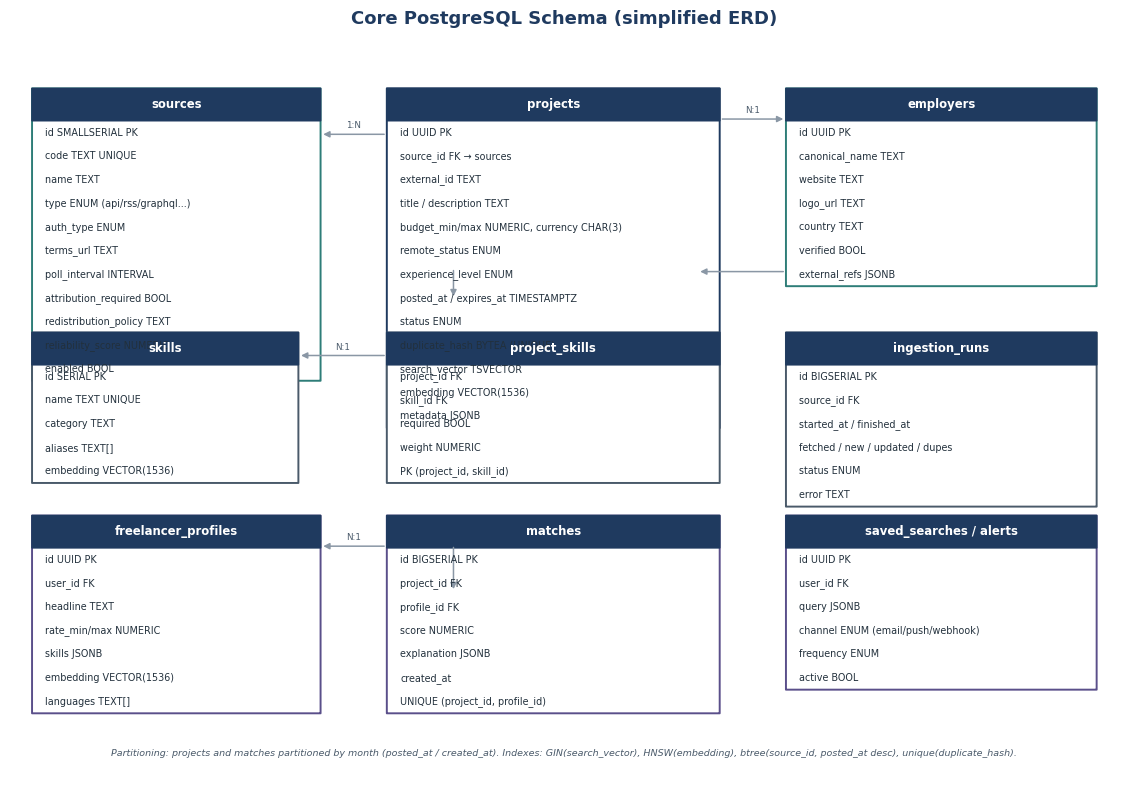 Core PostgreSQL Schema (simplified ERD)
sources
id SMALLSERIAL PK
code TEXT UNIQUE
name TEXT
type ENUM (api/rss/graphql...)
auth_type ENUM
terms_url TEXT
poll_interval INTERVAL
attribution_required BOOL
redistribution_policy TEXT
reliability_score
enabled BOOL
1:N
projects
id UUID PK
source_id FK → sources
external_id TEXT
title / description TEXT
budget_min/max NUMERIC, currency CHAR(3)
remote_status ENUM
experience_level ENUM
posted_at / expires_at TIMESTAMPTZ
status ENUM
duplicate_hash BYTEA
search_vector TSVECTOR
embedding VECTOR(1536)
metadata JSONB
N:1
employers
id UUID PK
canonical_name TEXT
website TEXT
logo_url TEXT
country TEXT
verified BOOL
external_refs JSONB
skills
id SERIAL PK
name TEXT UNIQUE
category TEXT
aliases TEXT[]
embedding VECTOR(1536)
N:1
project_skills
project_id FK
skill_id FK
required BOOL
weight NUMERIC
PK (project_id, skill_id)
ingestion_runs
id BIGSERIAL PK
source_id FK
started_at / finished_at
fetched / new / updated / dupes
status ENUM
error TEXT
freelancer_profiles
id UUID PK
user_id FK
headline TEXT
rate_min/max NUMERIC
skills JSONB
embedding VECTOR(1536)
languages TEXT[]
N:1
matches
id BIGSERIAL PK
project_id FK
profile_id FK
score NUMERIC
explanation JSONB
created_at
UNIQUE (project_id, profile_id)
saved_searches / alerts
id UUID PK
user_id FK
query JSONB
channel ENUM (email/push/webhook)
frequency ENUM
active BOOL
Partitioning: projects and matches partitioned by month (posted_at / created_at). Indexes: GIN(search_vector), HNSW(embedding), btree(source_id, posted_at desc), unique(duplicate_hash).